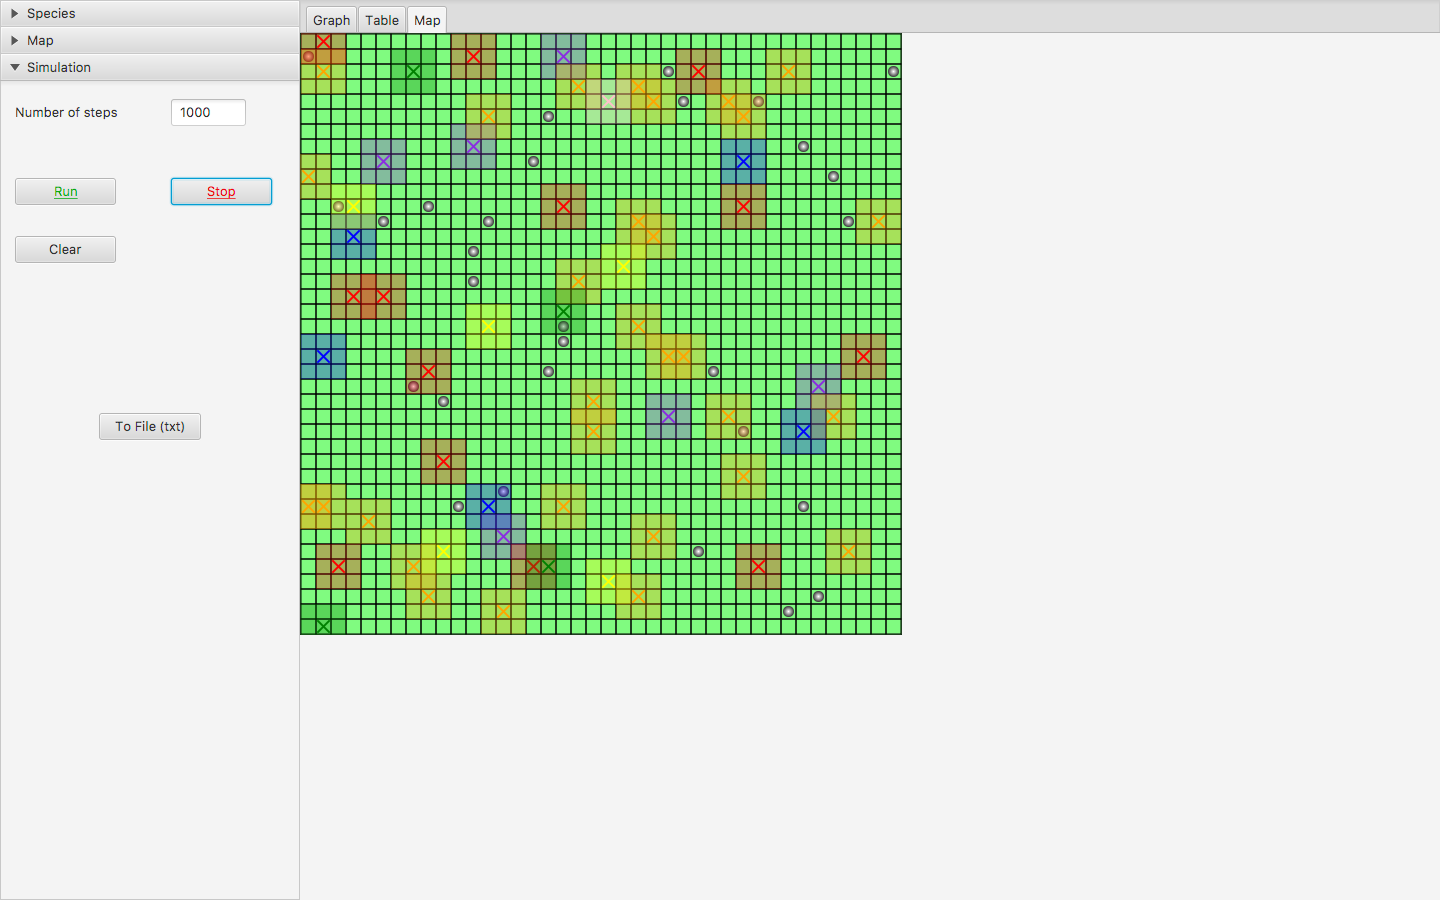 Species
Map
Simulation
Number of steps 1000
Run Stop
Clear
To File (txt)
Graph Table Map